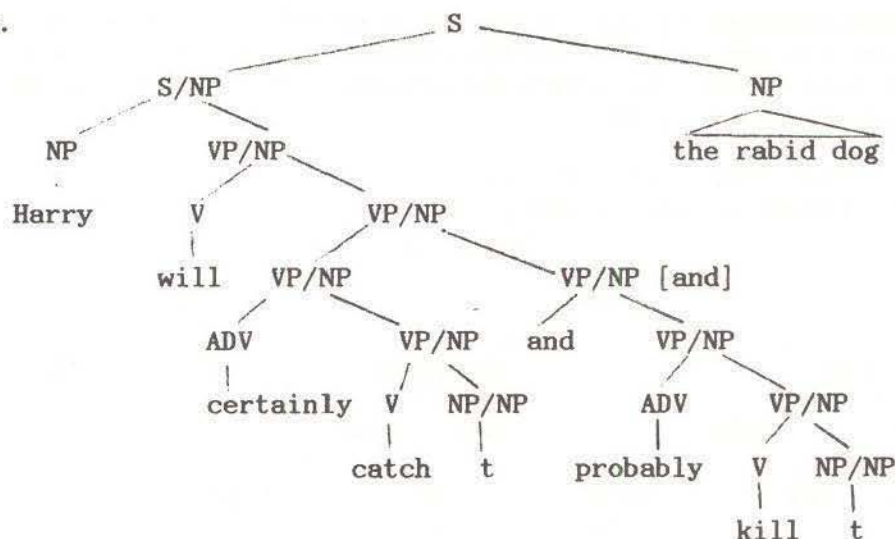 .
S
S/NP NP
NP VP/NP the rabid dog
Harry V VP/NP
will VP/NP VP/NP [and]
ADV VP/NP and VP/NP
certainly V NP/NP ADV VP/NP
catch t probably V NP/NP
kill t